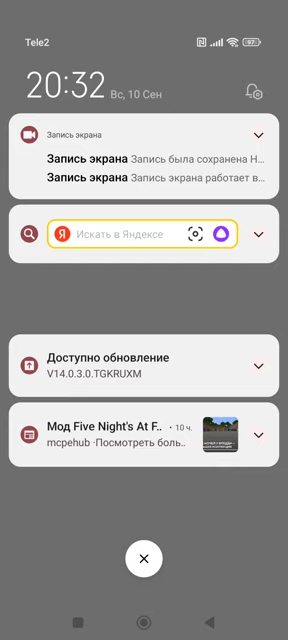 Tele2
97
20:32 Вс, 10 Сен
Запись экрана
Запись экрана Запись была сохранена Н...
Запись экрана Запись экрана работает в...
Я Искать в Яндексе
Доступно обновление
V14.0.3.0.TGKRUXM
Мод Five Night's At F.. • 10 ч.
mcpehub ·Посмотреть боль..